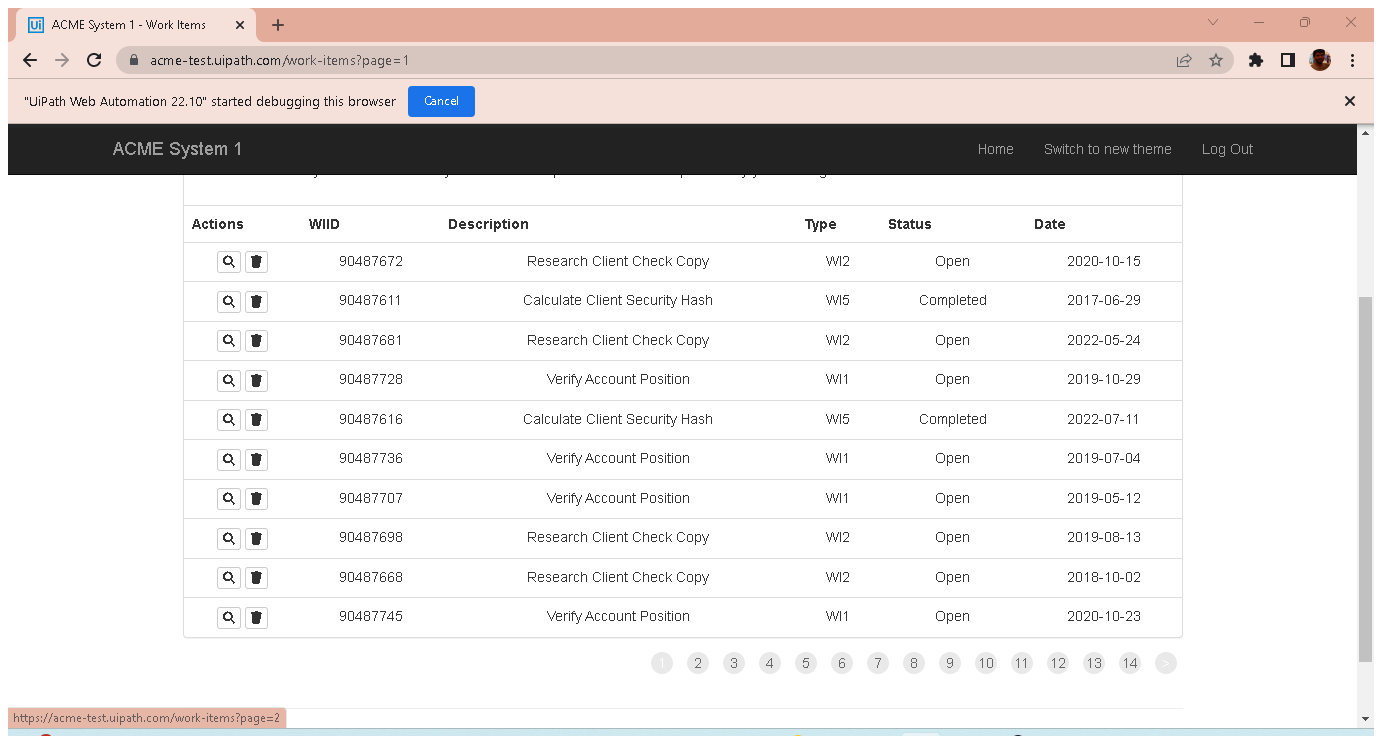 Ui ACME System 1 - Work Items
acme-test.uipath.com/work-items?page=1
"UiPath Web Automation 22.10" started debugging this browser Cancel
ACME System 1 Home Switch to new theme Log Out
Actions WIID Description Type Status Date
90487672 Research Client Check Copy WI2 Open 2020-10-15
90487611 Calculate Client Security Hash WI5 Completed 2017-06-29
90487681 Research Client Check Copy WI2 Open 2022-05-24
90487728 Verify Account Position WI1 Open 2019-10-29
90487616 Calculate Client Security Hash WI5 Completed 2022-07-11
90487736 Verify Account Position WI1 Open 2019-07-04
90487707 Verify Account Position WI1 Open 2019-05-12
90487698 Research Client Check Copy WI2 Open 2019-08-13
90487668 Research Client Check Copy WI2 Open 2018-10-02
90487745 Verify Account Position WI1 Open 2020-10-23
1 2 3 4 5 6 7 8 9 10 11 12 13 14 >
https://acme-test.uipath.com/work-items?page=2